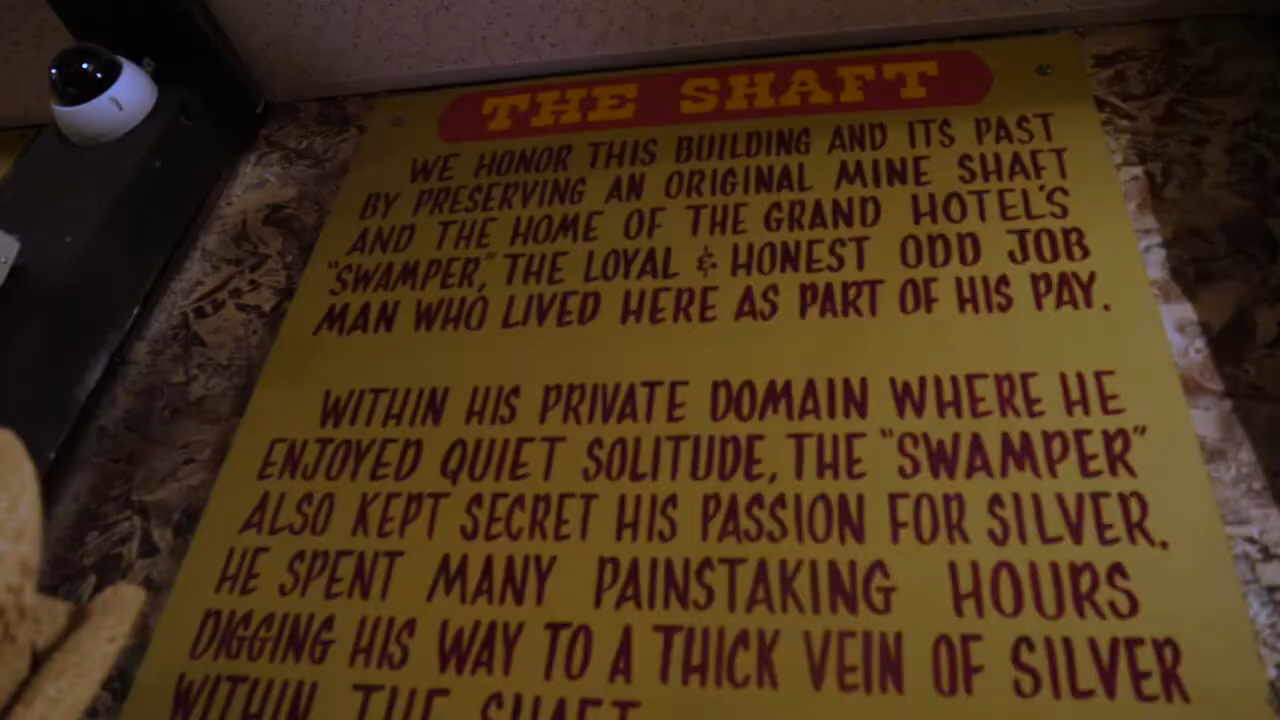 THE SHAFT
WE HONOR THIS BUILDING AND ITS PAST
BY PRESERVING AN ORIGINAL MINE SHAFT
AND THE HOME OF THE GRAND HOTEL'S
"SWAMPER," THE LOYAL & HONEST ODD JOB
MAN WHO LIVED HERE AS PART OF HIS PAY.
WITHIN HIS PRIVATE DOMAIN WHERE HE
ENJOYED QUIET SOLITUDE, THE "SWAMPER"
ALSO KEPT SECRET HIS PASSION FOR SILVER.
HE SPENT MANY PAINSTAKING HOURS
DIGGING HIS WAY TO A THICK VEIN OF SILVER
WITHIN THE SHAFT